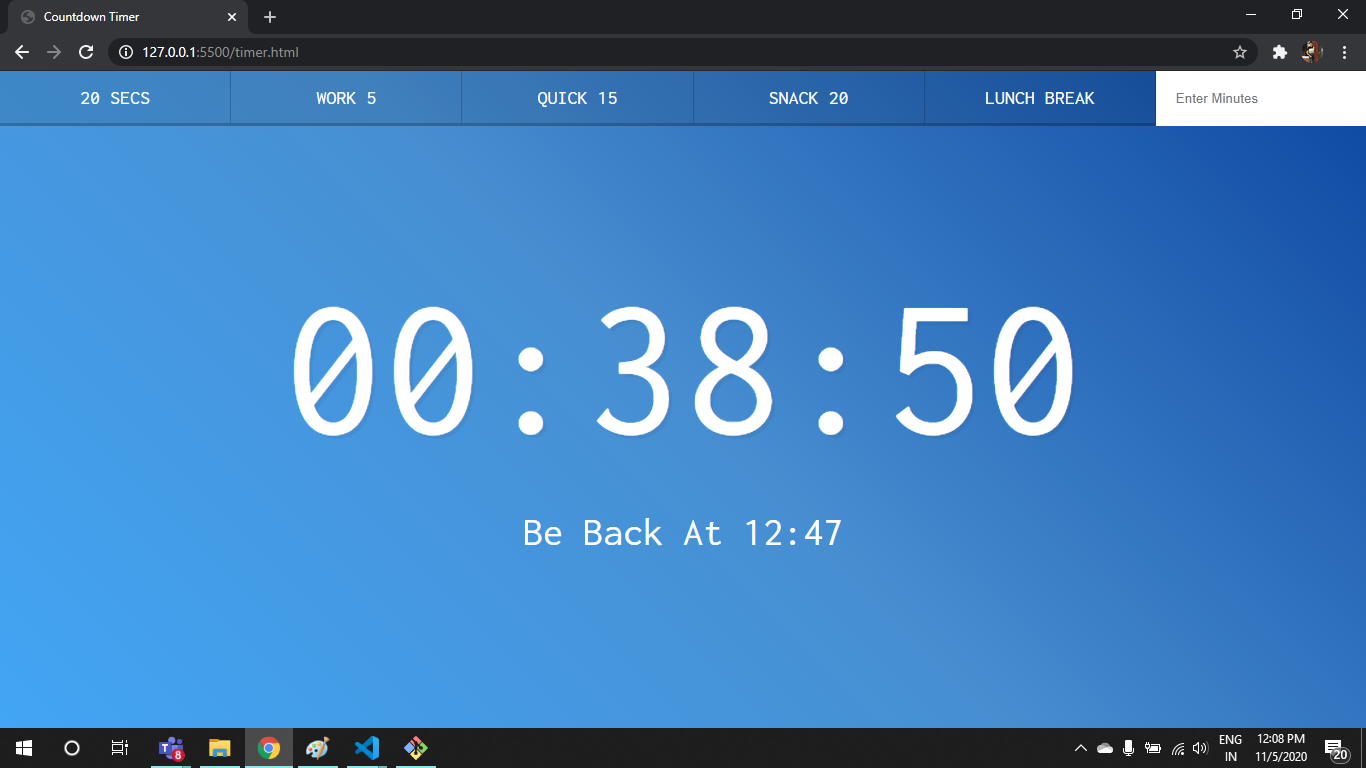 Countdown Timer
127.0.0.1:5500/timer.html
20 SECS
WORK 5
QUICK 15
SNACK 20
LUNCH BREAK
Enter Minutes
00:38:50
Be Back At 12:47
T
8
ENG
IN
12:08 PM
11/5/2020
20